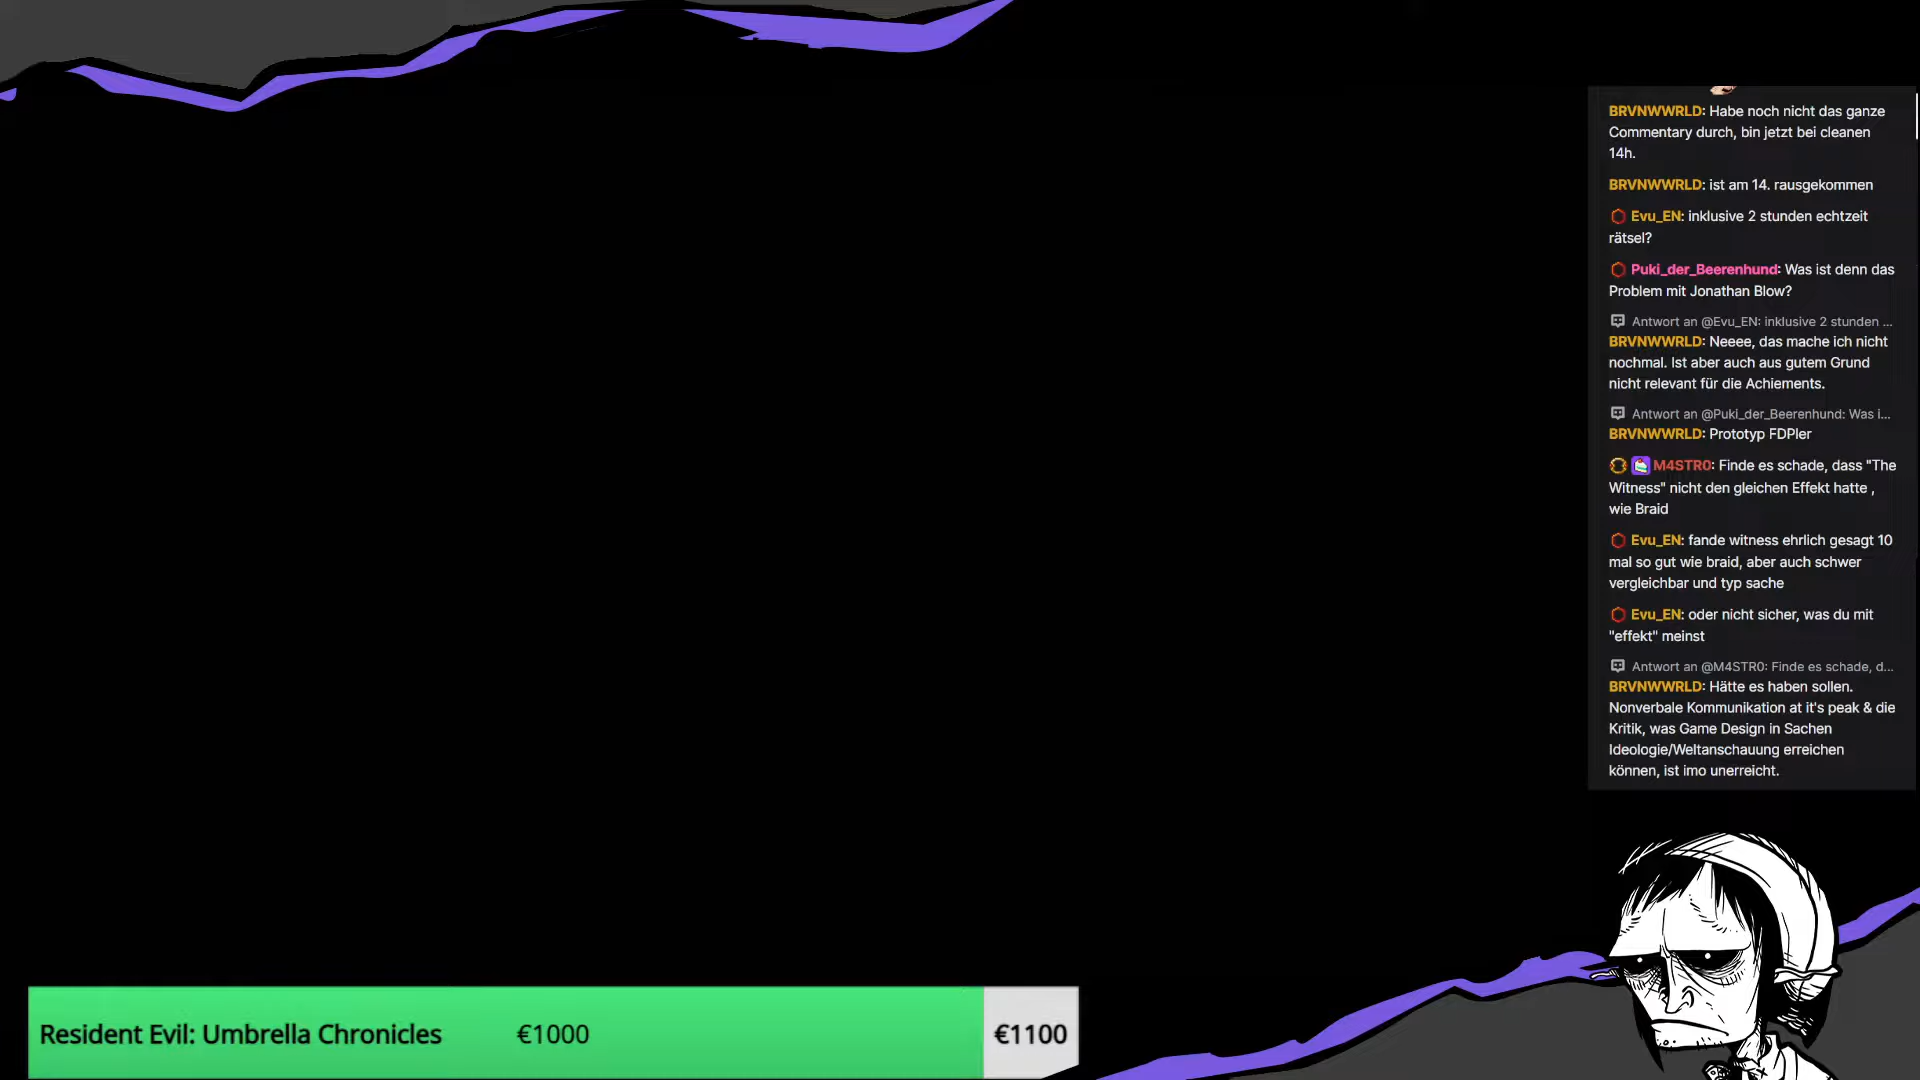 BRVNWWRLD: Habe noch nicht das ganze
Commentary durch, bin jetzt bei cleanen
14h.
BRVNWWRLD: ist am 14. rausgekommen
Evu_EN: inklusive 2 stunden echtzeit
rätsel?
Puki_der_Beerenhund: Was ist denn das
Problem mit Jonathan Blow?
Antwort an @Evu_EN: inklusive 2 stunden ...
BRVNWWRLD: Neeee, das mache ich nicht
nochmal. Ist aber auch aus gutem Grund
nicht relevant für die Achiements.
Antwort an @Puki_der_Beerenhund: Was i...
BRVNWWRLD: Prototyp FDPler
M4STR0: Finde es schade, dass "The
Witness" nicht den gleichen Effekt hatte ,
wie Braid
Evu_EN: fande witness ehrlich gesagt 10
mal so gut wie braid, aber auch schwer
vergleichbar und typ sache
Evu_EN: oder nicht sicher, was du mit
"effekt" meinst
Antwort an @M4STR0: Finde es schade, d...
BRVNWWRLD: Hätte es haben sollen.
Nonverbale Kommunikation at it's peak & die
Kritik, was Game Design in Sachen
Ideologie/Weltanschauung erreichen
können, ist imo unerreicht.
Resident Evil: Umbrella Chronicles €1000 €1100